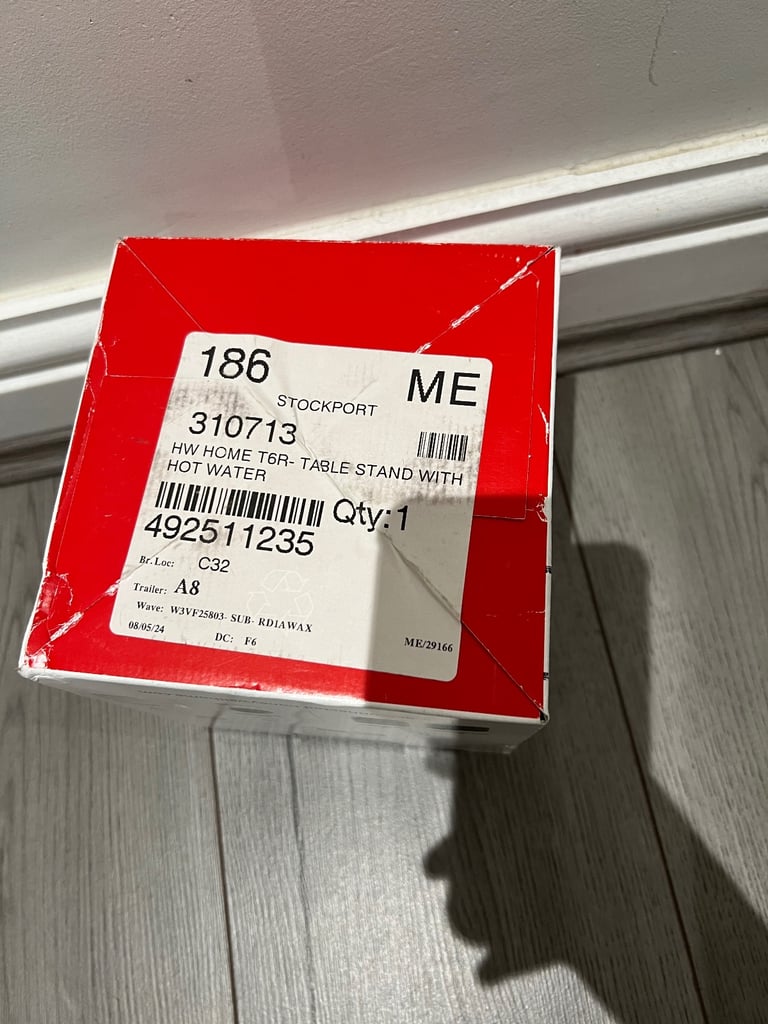 186
ME
STOCKPORT
310713
HW HOME T6R- TABLE STAND WITH
HOT WATER
Qty:1
492511235
Br. Loc: C32
Trailer: A8
Wave: W3VF25803- SUB- RD1AWAX
08/05/24 DC: F6 ME/29166